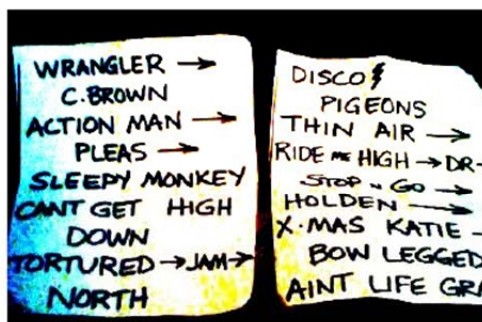 WRANGLER →
C. BROWN
ACTION MAN →
PLEAS →
SLEEPY MONKEY
CANT GET HIGH
DOWN
TORTURED → JAM →
NORTH
DISCO
PIGEONS
THIN AIR →
RIDE ME HIGH → DR-
STOP N GO →
HOLDEN →
X-MAS KATIE
BOW LEGGED
AINT LIFE GR